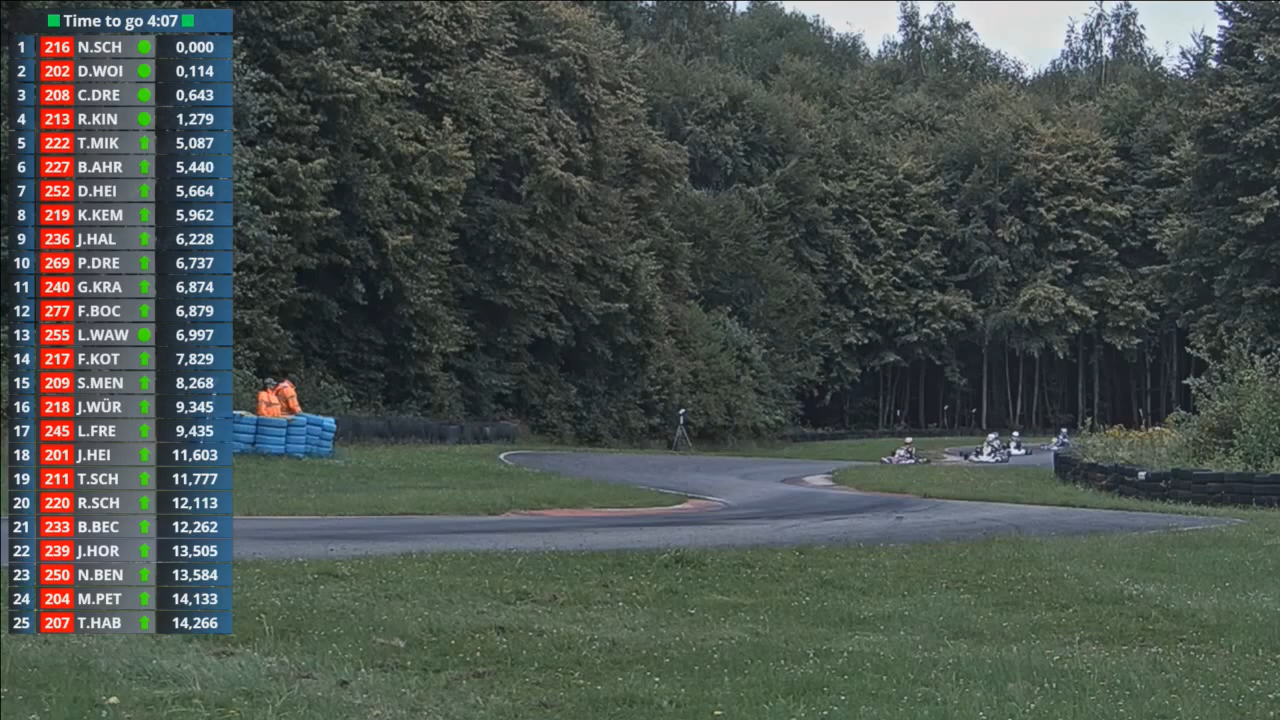 Time to go 4:07
1 216 N.SCH 0,000
2 202 D.WOI 0,114
3 208 C.DRE 0,643
4 213 R.KIN 1,279
5 222 T.MIK 5,087
6 227 B.AHR 5,440
7 252 D.HEI 5,664
8 219 K.KEM 5,962
9 236 J.HAL 6,228
10 269 P.DRE 6,737
11 240 G.KRA 6,874
12 277 F.BOC 6,879
13 255 L.WAW 6,997
14 217 F.KOT 7,829
15 209 S.MEN 8,268
16 218 J.WÜR 9,345
17 245 L.FRE 9,435
18 201 J.HEI 11,603
19 211 T.SCH 11,777
20 220 R.SCH 12,113
21 233 B.BEC 12,262
22 239 J.HOR 13,505
23 250 N.BEN 13,584
24 204 M.PET 14,133
25 207 T.HAB 14,266